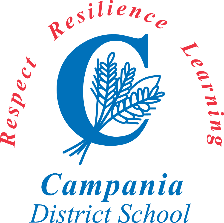 Respect Resilience Learning
C
Campania
District School